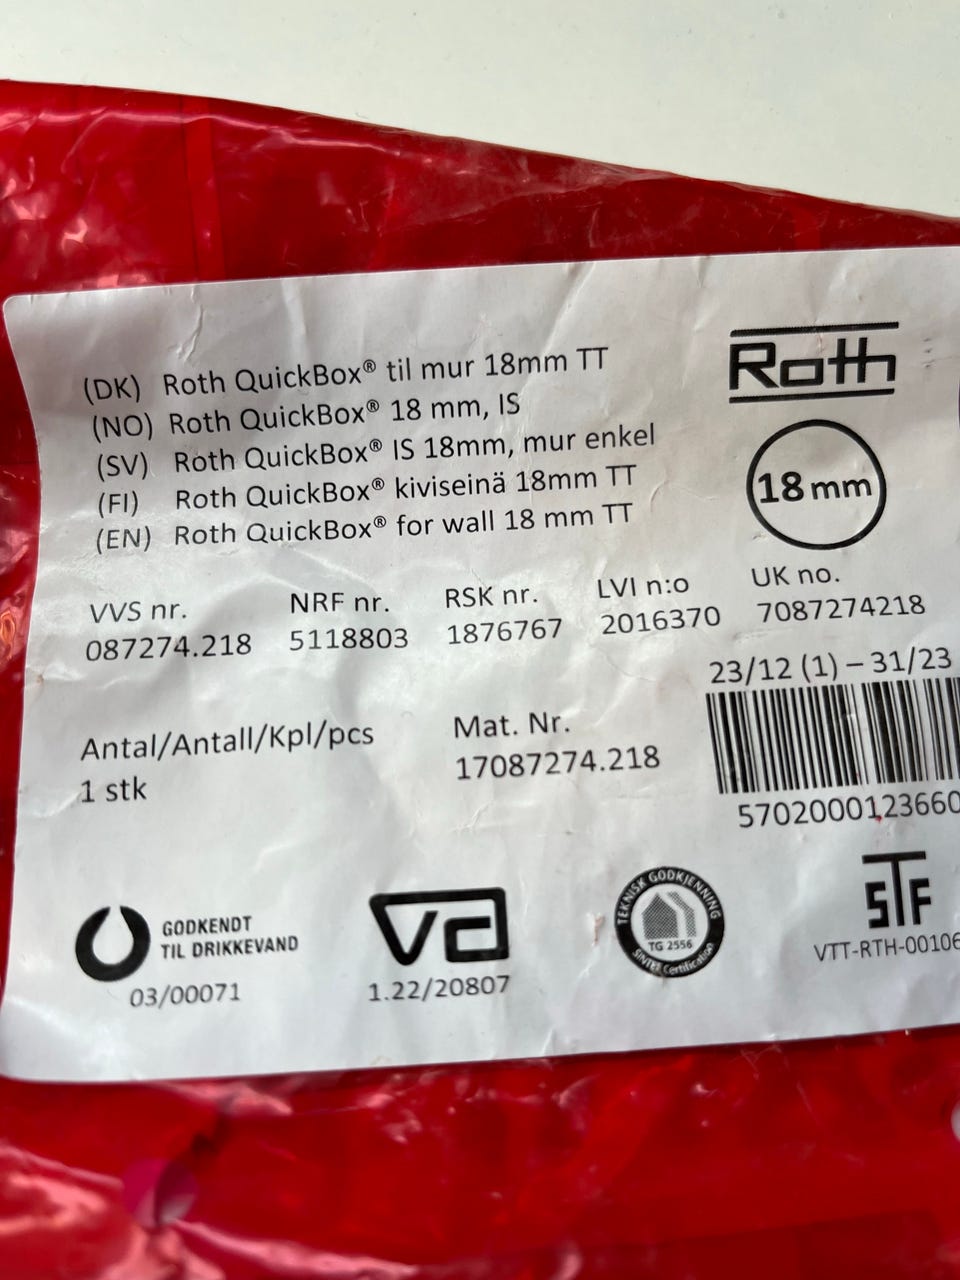 Roth
(DK) Roth QuickBox® til mur 18mm TT
(NO) Roth QuickBox® 18 mm, IS
(SV) Roth QuickBox® IS 18mm, mur enkel
(FI) Roth QuickBox® kiviseinä 18mm TT
(EN) Roth QuickBox® for wall 18 mm TT
18 mm
VVS nr. NRF nr. RSK nr. LVI n:o UK no.
087274.218 5118803 1876767 2016370 7087274218
23/12 (1) – 31/23
Antal/Antall/Kpl/pcs Mat. Nr.
1 stk 17087274.218
5702000123660
GODKENDT
TIL DRIKKEVAND
03/00071
va
1.22/20807
TEKNISK GODKJENNING
TG 2556
SINTEF Certification
STF
VTT-RTH-00106